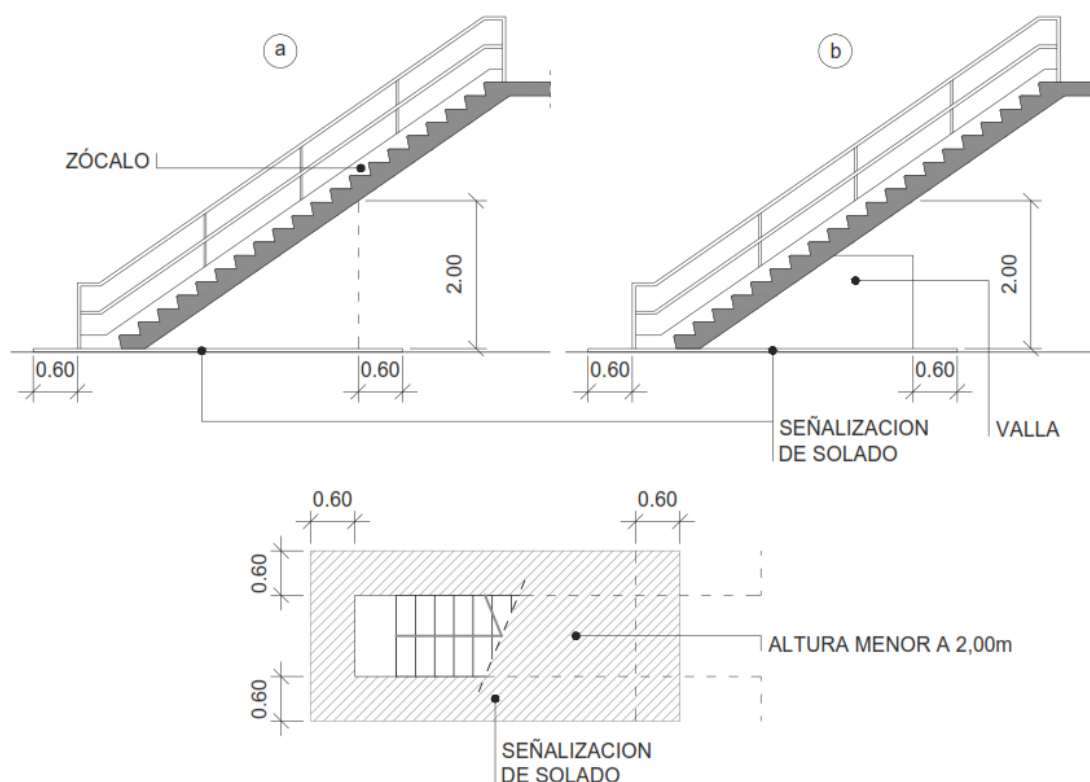 a
b
ZÓCALO
2.00
2.00
0.60
0.60
0.60
0.60
SEÑALIZACION
DE SOLADO
VALLA
0.60
0.60
0.60
0.60
ALTURA MENOR A 2,00m
SEÑALIZACION
DE SOLADO